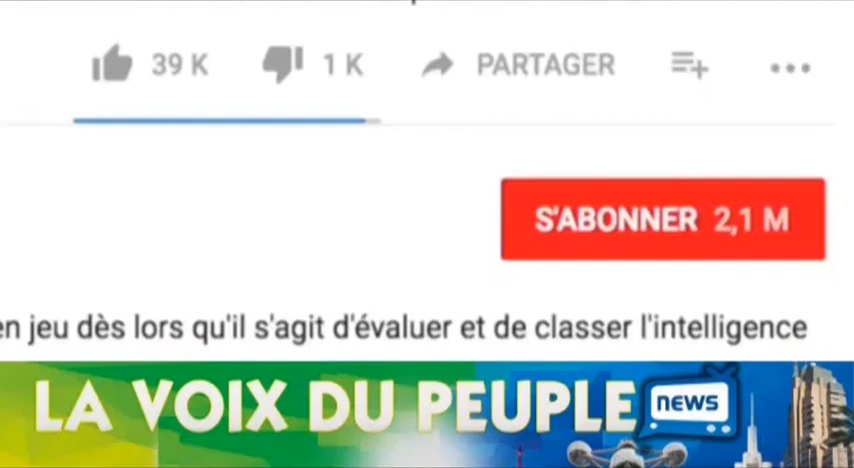 39 K 1 K PARTAGER
S'ABONNER 2,1 M
en jeu dès lors qu'il s'agit d'évaluer et de classer l'intelligence
LA VOIX DU PEUPLE NEWS